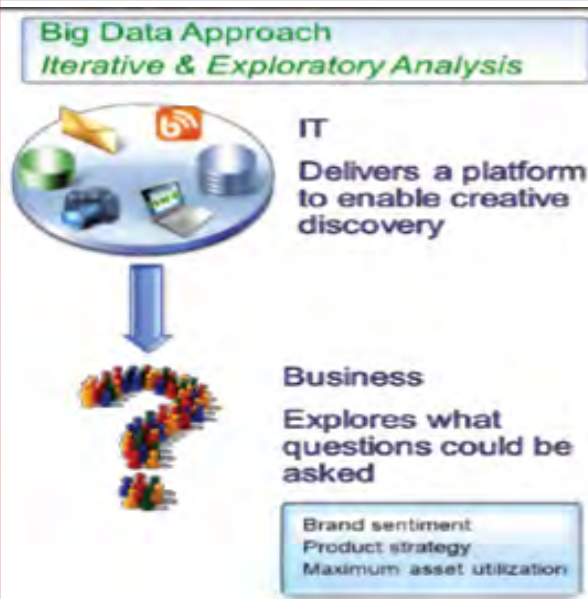 Big Data Approach
Iterative & Exploratory Analysis
IT
Delivers a platform
to enable creative
discovery
Business
Explores what
questions could be
asked
Brand sentiment
Product strategy
Maximum asset utilization